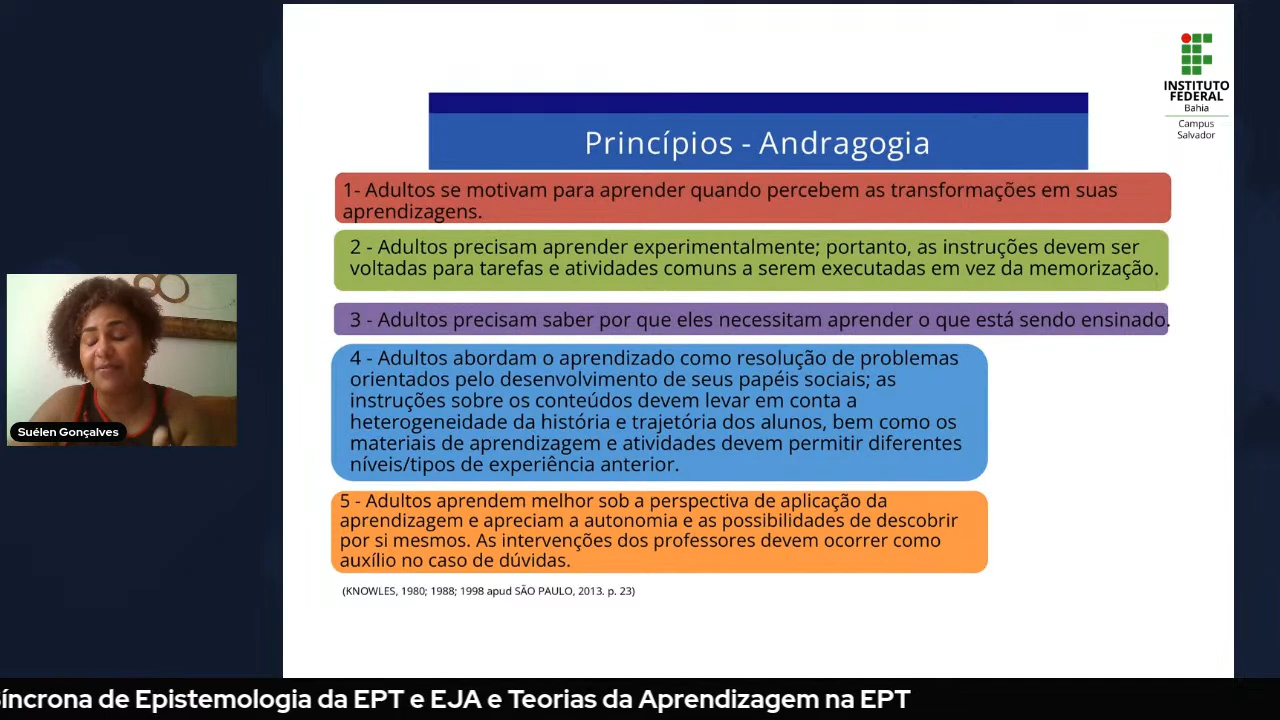 INSTITUTO
FEDERAL
Bahia
Campus
Salvador
Princípios - Andragogia
1- Adultos se motivam para aprender quando percebem as transformações em suas
aprendizagens.
2 - Adultos precisam aprender experimentalmente; portanto, as instruções devem ser
voltadas para tarefas e atividades comuns a serem executadas em vez da memorização.
3 - Adultos precisam saber por que eles necessitam aprender o que está sendo ensinado.
4 - Adultos abordam o aprendizado como resolução de problemas
orientados pelo desenvolvimento de seus papéis sociais; as
instruções sobre os conteúdos devem levar em conta a
heterogeneidade da história e trajetória dos alunos, bem como os
materiais de aprendizagem e atividades devem permitir diferentes
níveis/tipos de experiência anterior.
5 - Adultos aprendem melhor sob a perspectiva de aplicação da
aprendizagem e apreciam a autonomia e as possibilidades de descobrir
por si mesmos. As intervenções dos professores devem ocorrer como
auxílio no caso de dúvidas.
(KNOWLES, 1980; 1988; 1998 apud SÃO PAULO, 2013. p. 23)
Suélen Gonçalves
íncrona de Epistemologia da EPT e EJA e Teorias da Aprendizagem na EPT